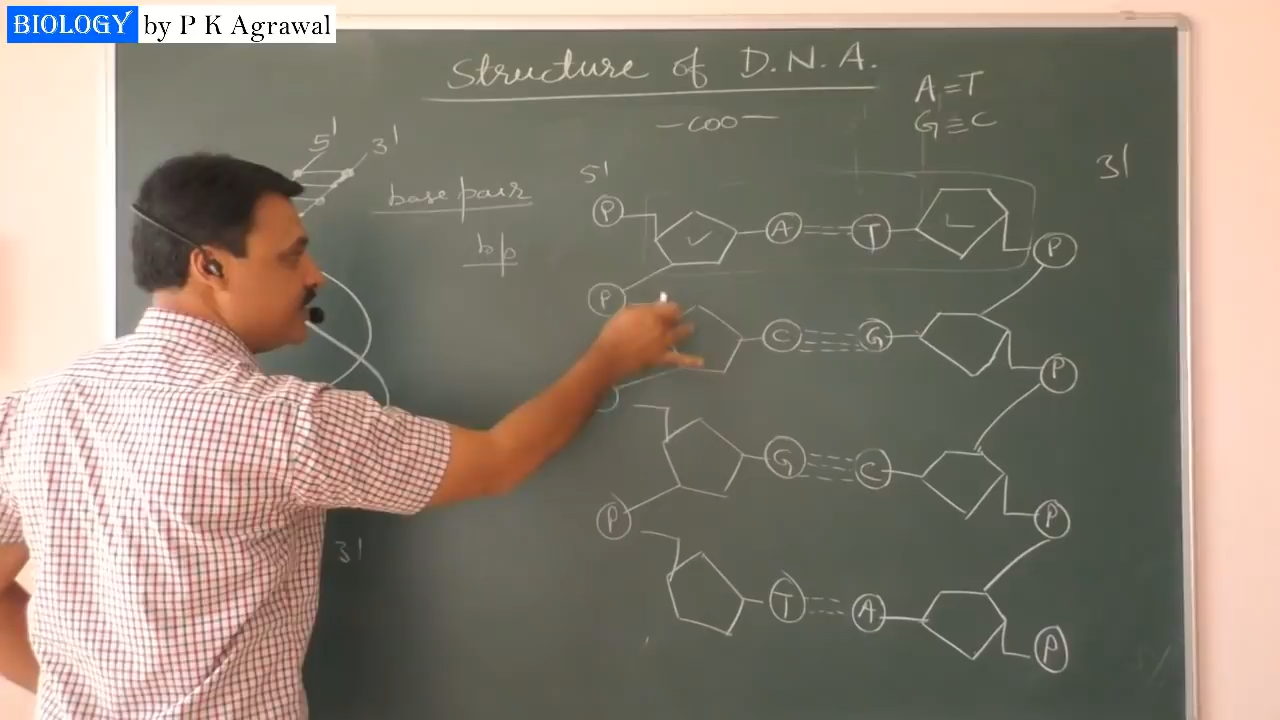 BIOLOGY by P K Agrawal
Structure of D.N.A.
A=T
G≡C
—COO—
5' 3'
base pair
bp
5' 3'
P A T P
P C G P
G C P
P T A P
3'